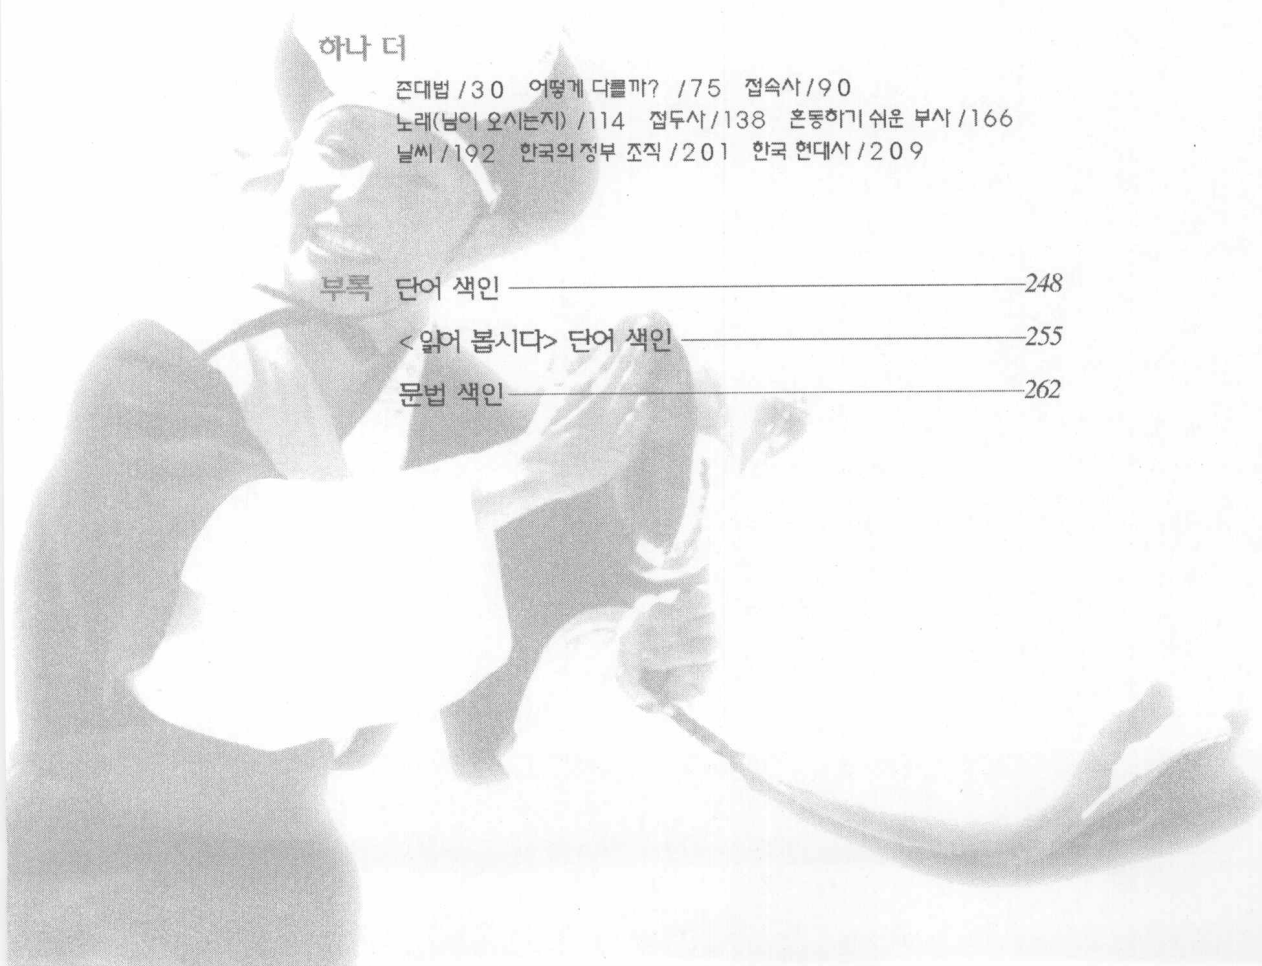 하나 더
존대법 /30 어떻게 다를까? /75 접속사 /90
노래(님이 오시는지) /114 접두사 /138 혼동하기 쉬운 부사 /166
날씨 /192 한국의 정부 조직 /201 한국 현대사 /209
부록 단어 색인 248
<읽어 봅시다> 단어 색인 255
문법 색인 262